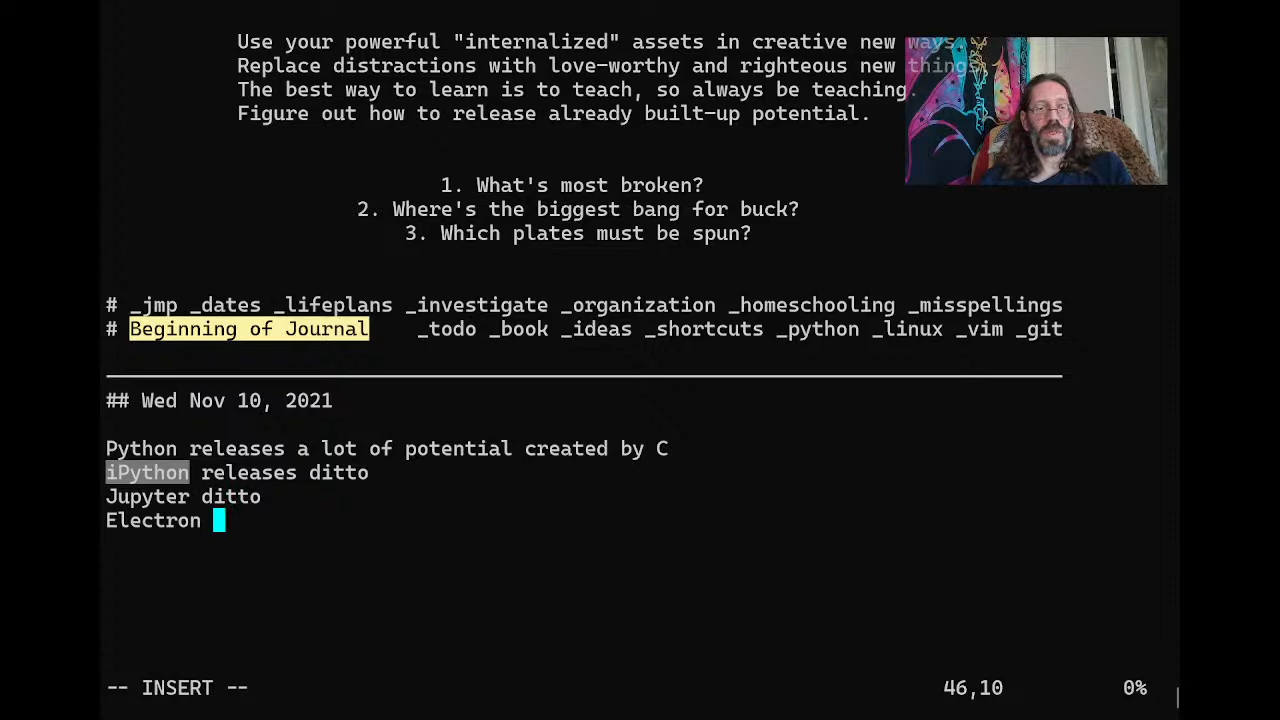 Use your powerful "internalized" assets in creative new ways.
Replace distractions with love-worthy and righteous new things.
The best way to learn is to teach, so always be teaching.
Figure out how to release already built-up potential.
1. What's most broken?
2. Where's the biggest bang for buck?
3. Which plates must be spun?
# _jmp _dates _lifeplans _investigate _organization _homeschooling _misspellings
# Beginning of Journal _todo _book _ideas _shortcuts _python _linux _vim _git
## Wed Nov 10, 2021
Python releases a lot of potential created by C
iPython releases ditto
Jupyter ditto
Electron
-- INSERT -- 46,10 0%